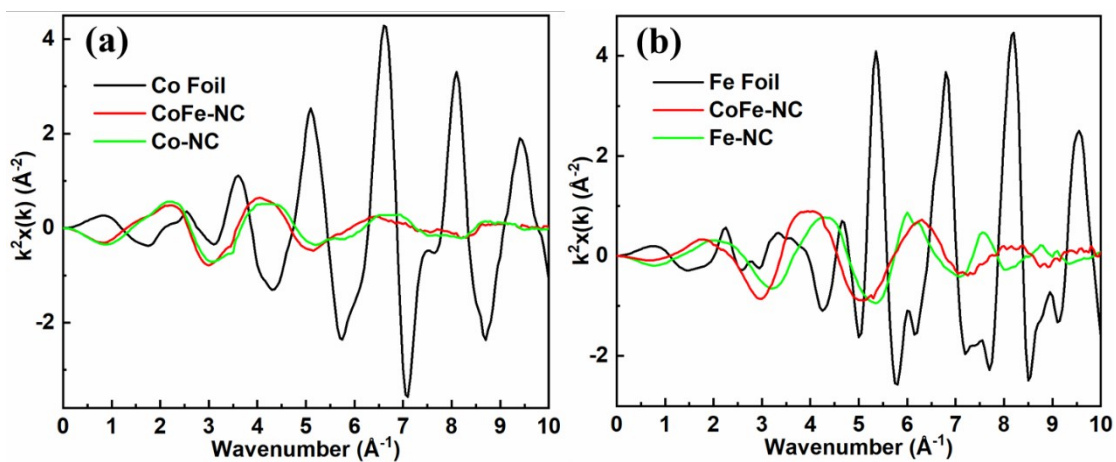 (a)
Co Foil
CoFe-NC
Co-NC
k²x(k) (Å⁻²)
4
2
0
-2
0 1 2 3 4 5 6 7 8 9 10
Wavenumber (Å⁻¹)
(b)
Fe Foil
CoFe-NC
Fe-NC
k²x(k) (Å⁻²)
4
2
0
-2
0 1 2 3 4 5 6 7 8 9 10
Wavenumber (Å⁻¹)